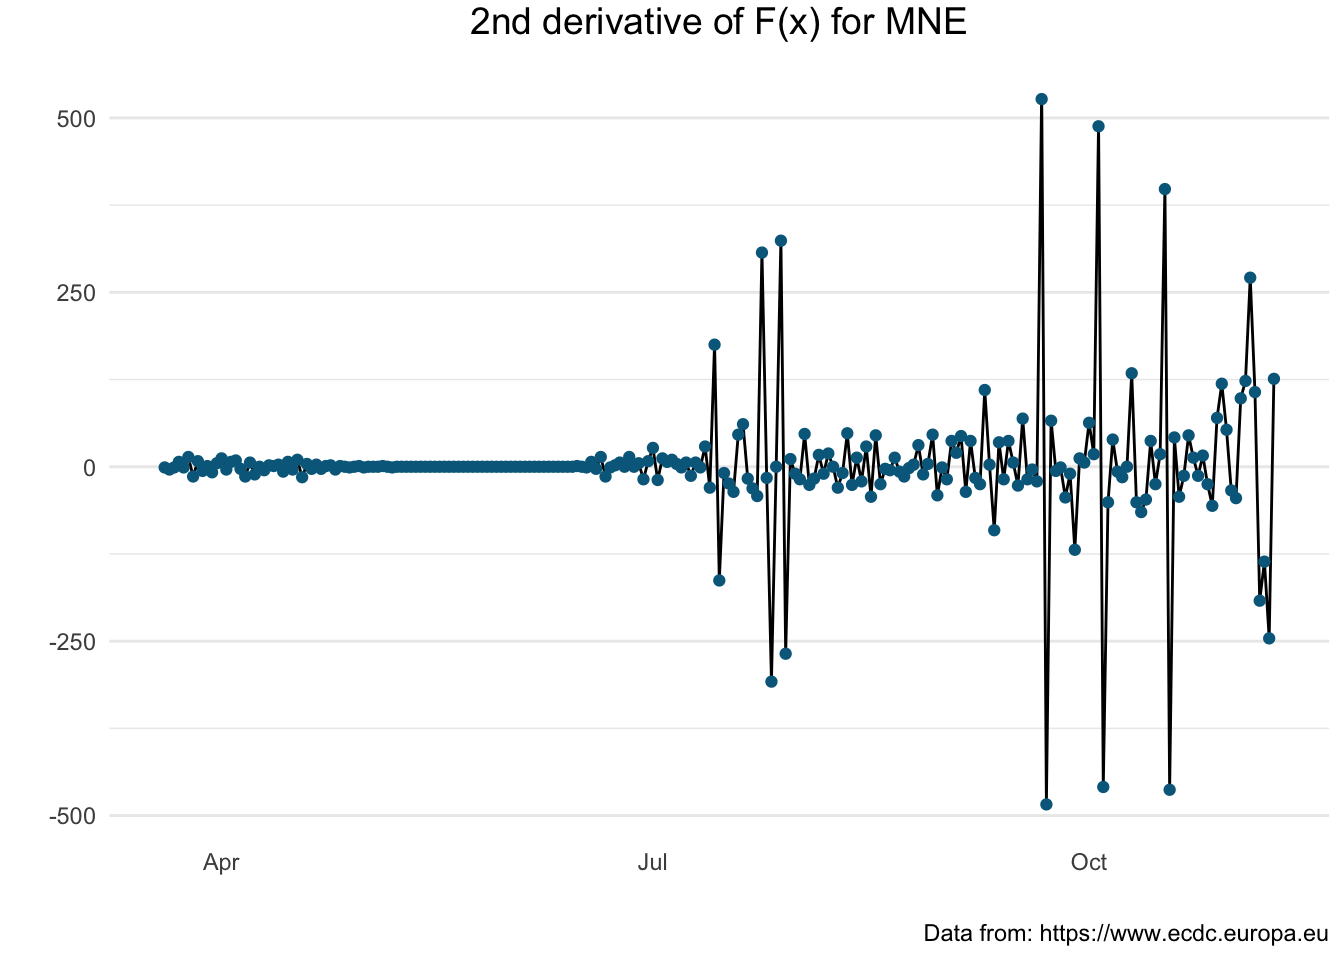 2nd derivative of F(x) for MNE
500
250
0
-250
-500
Apr Jul Oct
Data from: https://www.ecdc.europa.eu